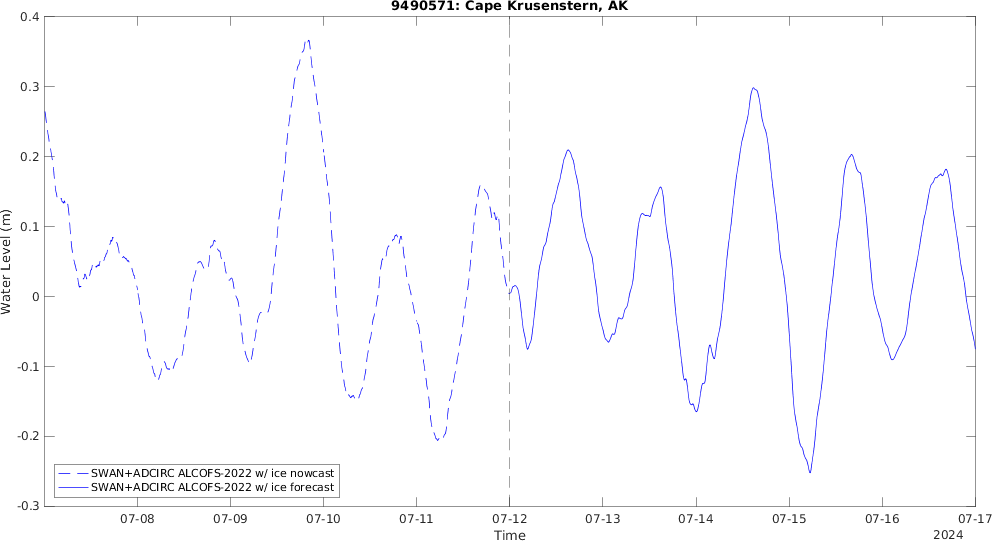 9490571: Cape Krusenstern, AK
0.4
0.3
0.2
0.1
0
-0.1
-0.2
-0.3
Water Level (m)
SWAN+ADCIRC ALCOFS-2022 w/ ice nowcast
SWAN+ADCIRC ALCOFS-2022 w/ ice forecast
07-08 07-09 07-10 07-11 07-12 07-13 07-14 07-15 07-16 07-17
Time
2024